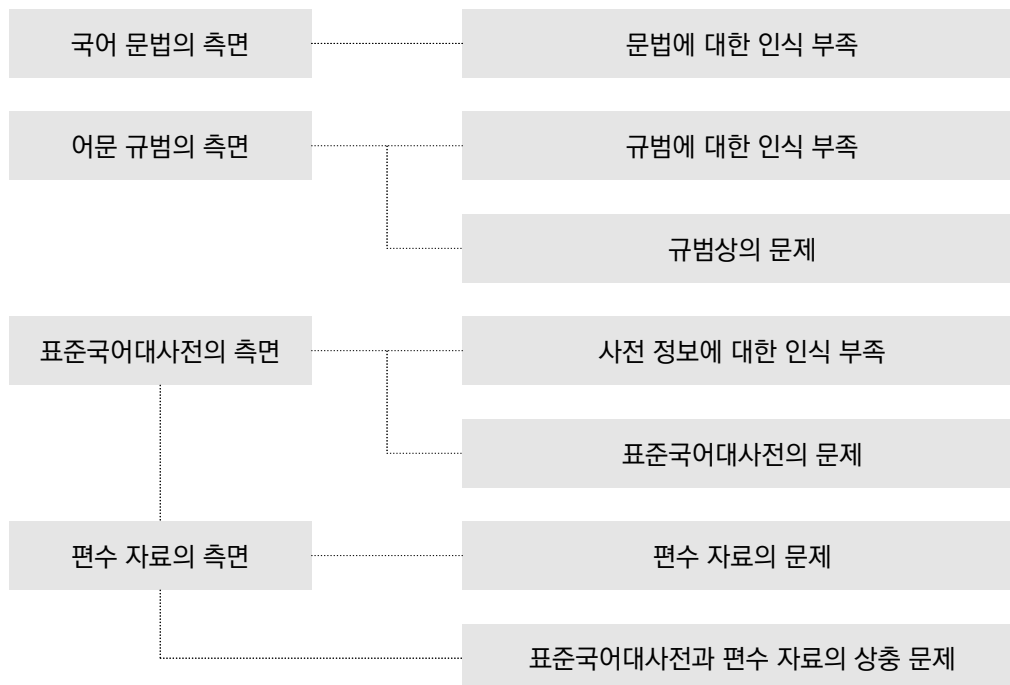 국어 문법의 측면
문법에 대한 인식 부족
어문 규범의 측면
규범에 대한 인식 부족
규범상의 문제
표준국어대사전의 측면
사전 정보에 대한 인식 부족
표준국어대사전의 문제
편수 자료의 측면
편수 자료의 문제
표준국어대사전과 편수 자료의 상충 문제